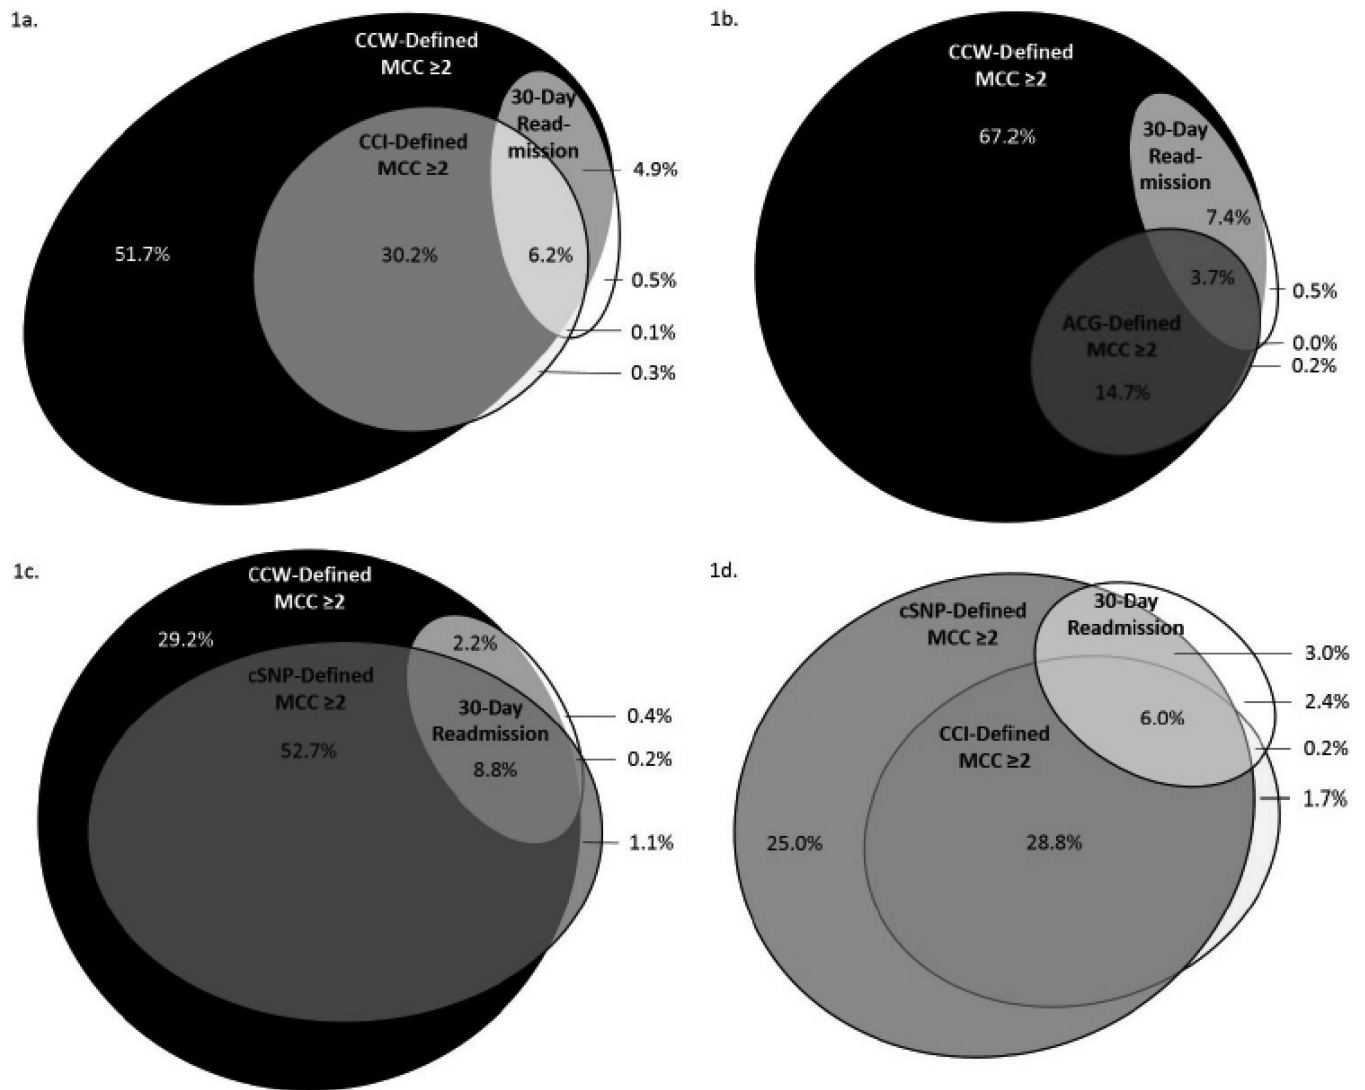 1a.
CCW-Defined
MCC ≥2
30-Day
Read-
mission
CCI-Defined
MCC ≥2
4.9%
51.7%
30.2%
6.2%
0.5%
0.1%
0.3%
1b.
CCW-Defined
MCC ≥2
67.2%
30-Day
Read-
mission
7.4%
3.7%
0.5%
ACG-Defined
MCC ≥2
0.0%
0.2%
14.7%
1c.
CCW-Defined
MCC ≥2
29.2%
2.2%
cSNP-Defined
MCC ≥2
30-Day
Readmission
0.4%
52.7%
8.8%
0.2%
1.1%
1d.
cSNP-Defined
MCC ≥2
30-Day
Readmission
3.0%
2.4%
6.0%
CCI-Defined
MCC ≥2
0.2%
1.7%
25.0%
28.8%